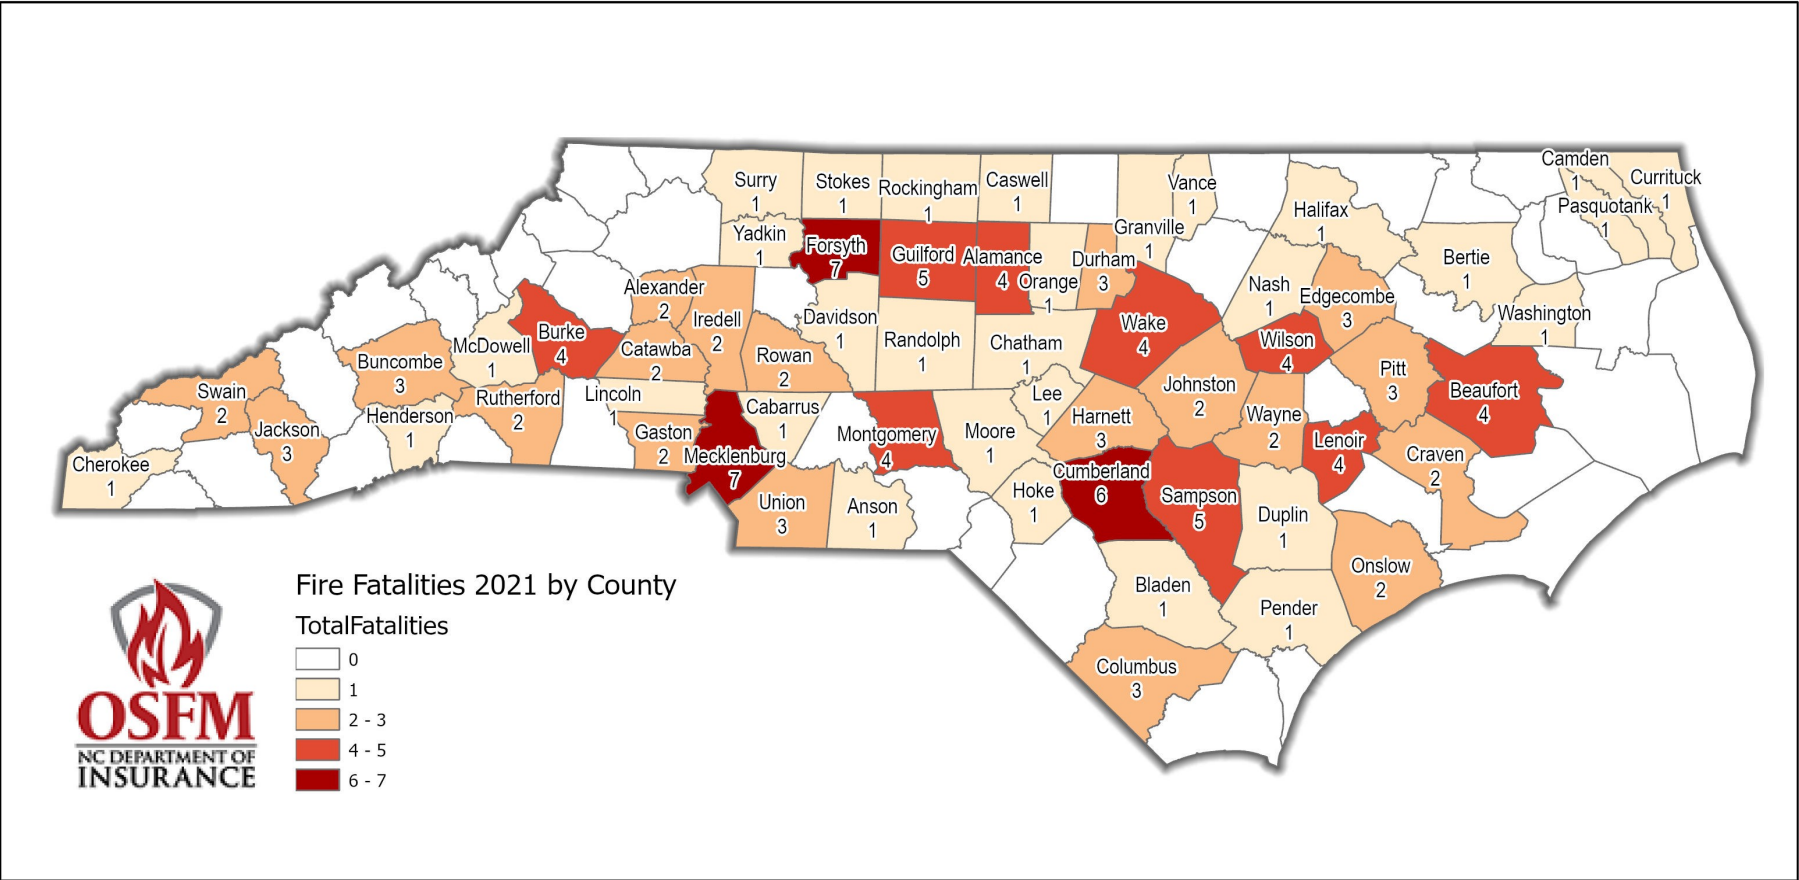 Surry
1
Stokes
1
Rockingham
1
Caswell
1
Vance
1
Granville
1
Camden
1
Currituck
1
Pasquotank
1
Halifax
1
Yadkin
1
Forsyth
7
Guilford
5
Alamance
4
Orange
1
Durham
3
Bertie
1
Nash
1
Edgecombe
3
Washington
1
Alexander
2
Iredell
2
Davidson
1
Randolph
1
Chatham
1
Wake
4
Wilson
4
Burke
4
McDowell
1
Catawba
2
Rowan
2
Buncombe
3
Johnston
2
Pitt
3
Beaufort
4
Swain
2
Rutherford
2
Lincoln
1
Cabarrus
1
Lee
1
Harnett
3
Wayne
2
Jackson
3
Henderson
1
Gaston
2
Mecklenburg
7
Montgomery
4
Moore
1
Lenoir
4
Craven
2
Cherokee
1
Cumberland
6
Sampson
5
Hoke
1
Union
3
Anson
1
Duplin
1
Onslow
2
Bladen
1
Pender
1
Columbus
3
Fire Fatalities 2021 by County
TotalFatalities
0
1
2 - 3
4 - 5
6 - 7
OSFM
NC DEPARTMENT OF
INSURANCE